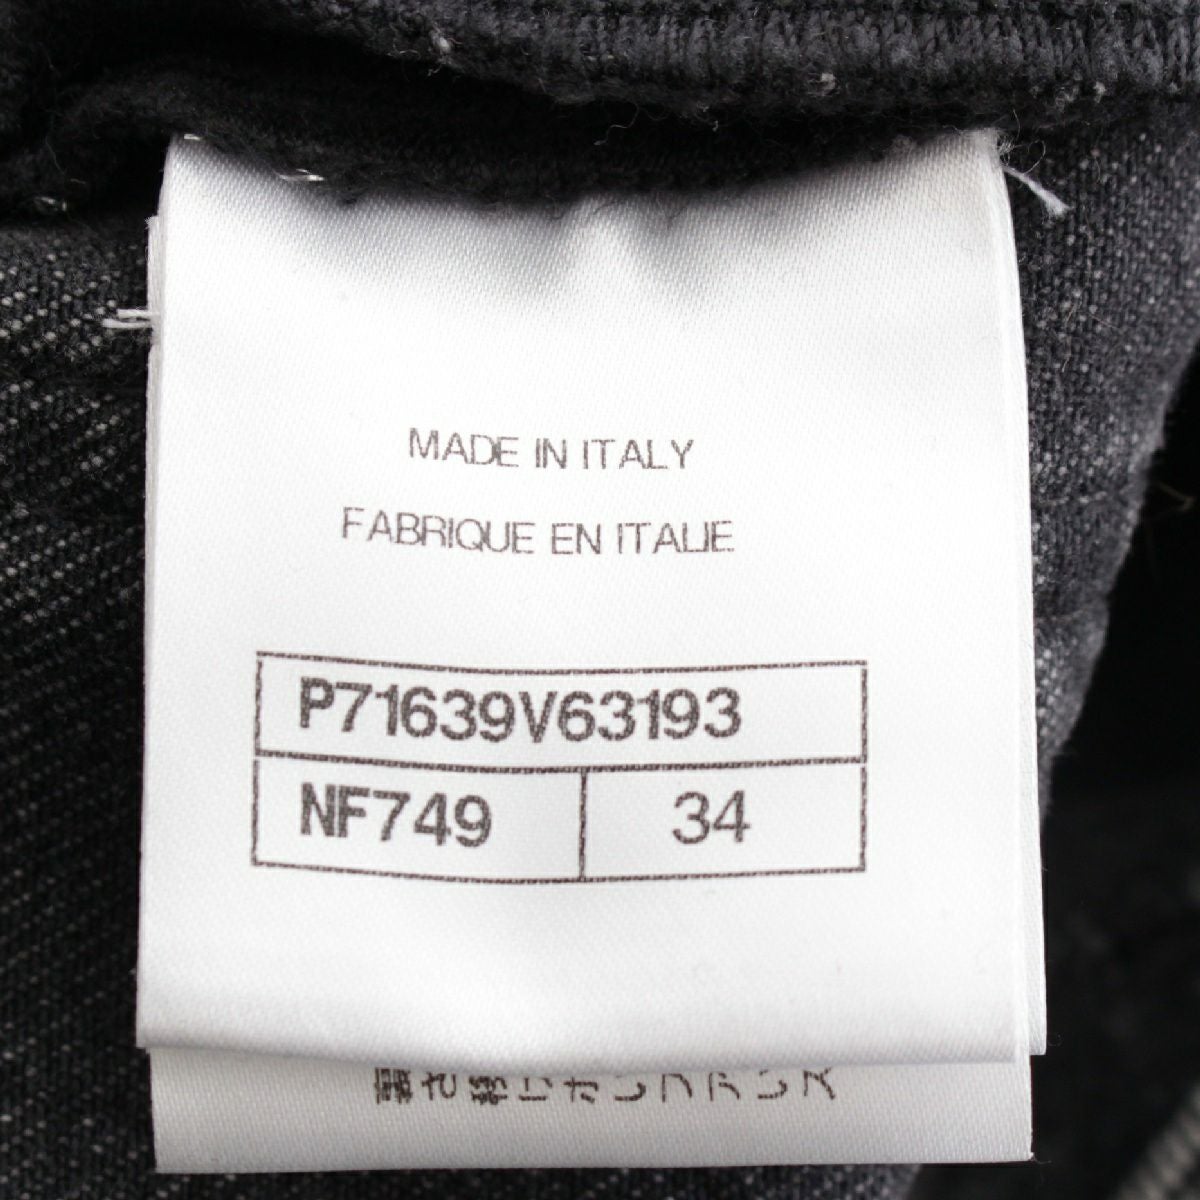 MADE IN ITALY
FABRIQUE EN ITALIE
P71639V63193
NF749 34